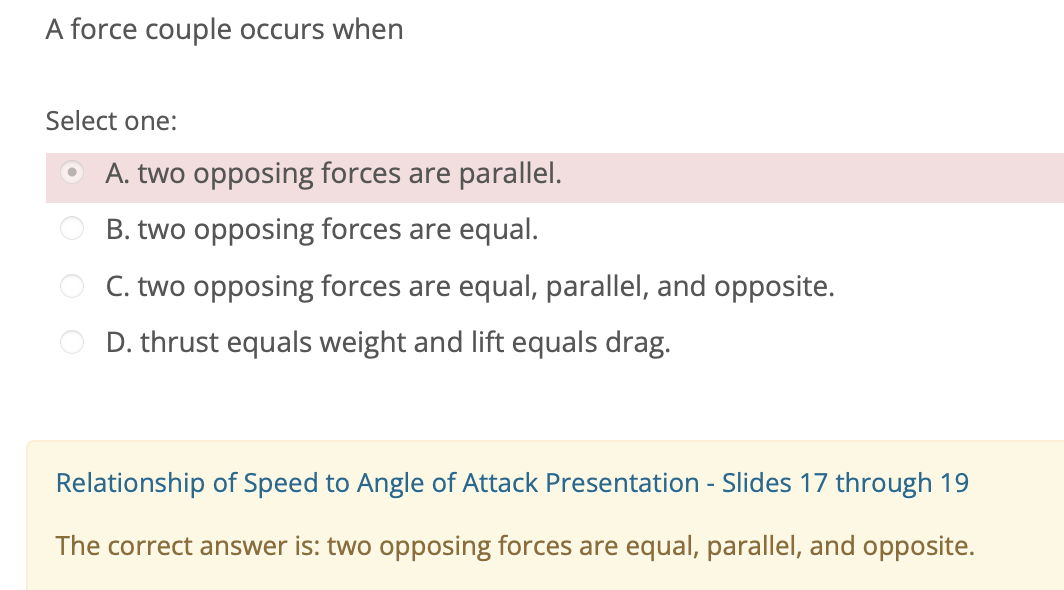 A force couple occurs when
Select one:
A. two opposing forces are parallel.
B. two opposing forces are equal.
C. two opposing forces are equal, parallel, and opposite.
D. thrust equals weight and lift equals drag.
Relationship of Speed to Angle of Attack Presentation - Slides 17 through 19
The correct answer is: two opposing forces are equal, parallel, and opposite.